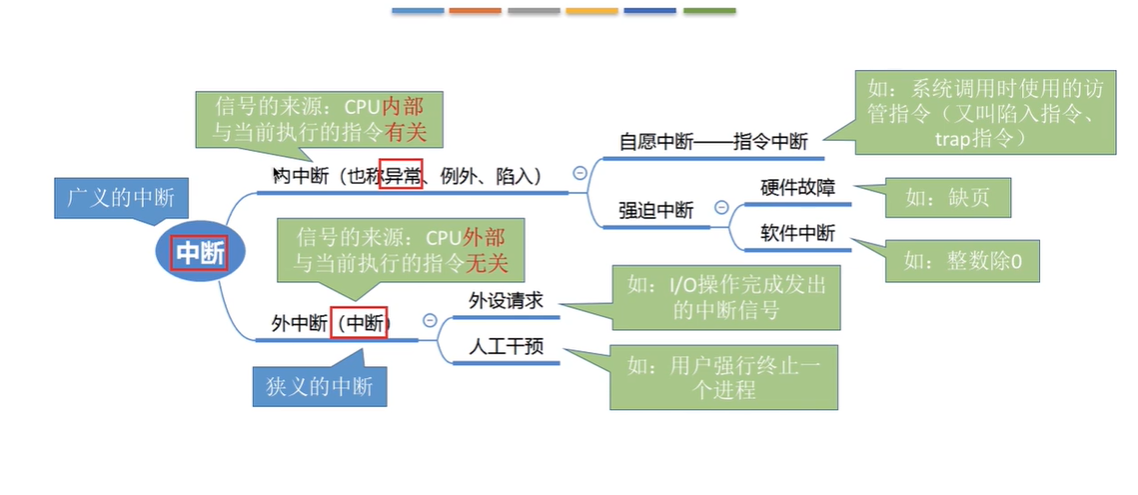 信号的来源：CPU内部
与当前执行的指令有关
如：系统调用时使用的访
管指令（又叫陷入指令、
trap指令）
自愿中断——指令中断
内中断（也称异常、例外、陷入）
广义的中断
硬件故障
如：缺页
强迫中断
软件中断
如：整数除0
中断
信号的来源：CPU外部
与当前执行的指令无关
如：I/O操作完成发出
的中断信号
外设请求
外中断（中断）
人工干预
如：用户强行终止一
个进程
狭义的中断